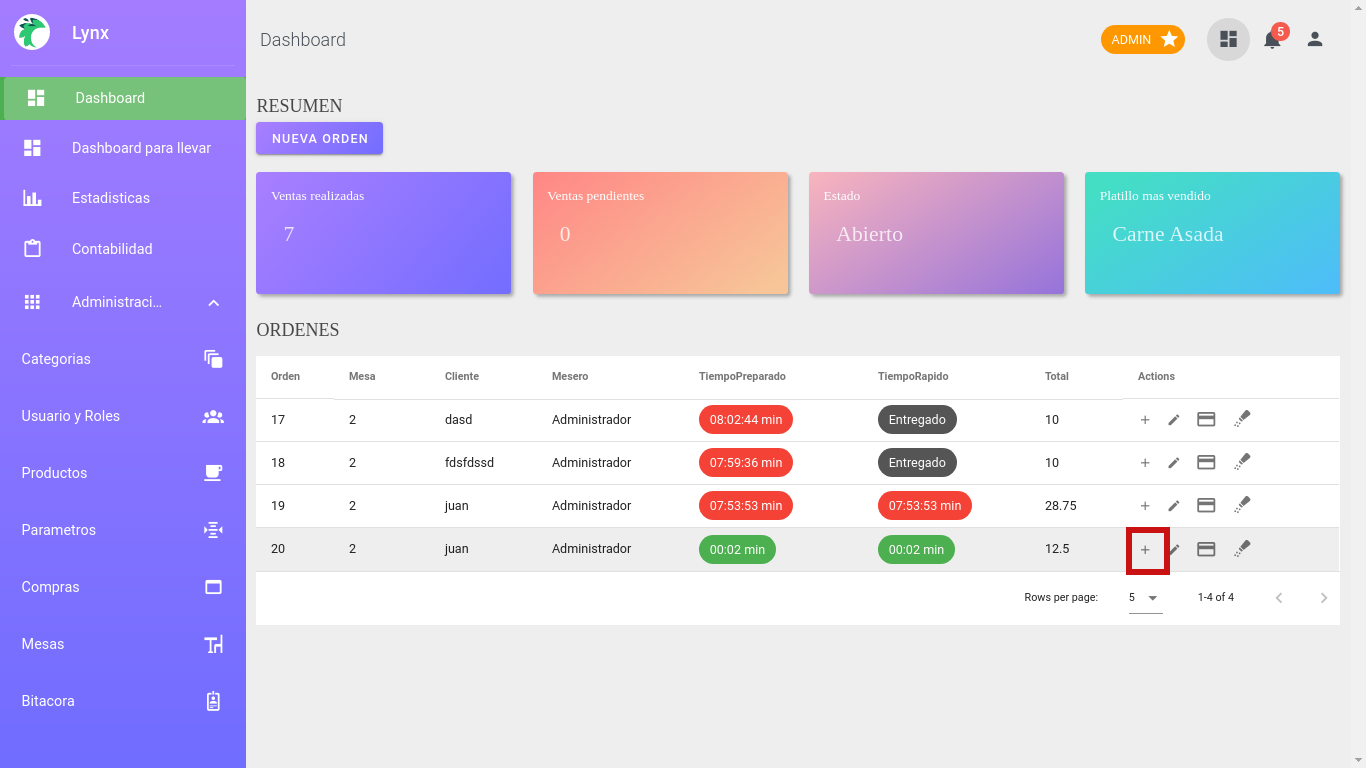 Lynx
Dashboard
Dashboard para llevar
Estadisticas
Contabilidad
Administraci...
Categorias
Usuario y Roles
Productos
Parametros
Compras
Mesas
Bitacora
Dashboard
ADMIN
5
RESUMEN
NUEVA ORDEN
Ventas realizadas
7
Ventas pendientes
0
Estado
Abierto
Platillo mas vendido
Carne Asada
ORDENES
Orden Mesa Cliente Mesero TiempoPreparado TiempoRapido Total Actions
17 2 dasd Administrador 08:02:44 min Entregado 10
18 2 fdsfdssd Administrador 07:59:36 min Entregado 10
19 2 juan Administrador 07:53:53 min 07:53:53 min 28.75
20 2 juan Administrador 00:02 min 00:02 min 12.5
Rows per page: 5 1-4 of 4